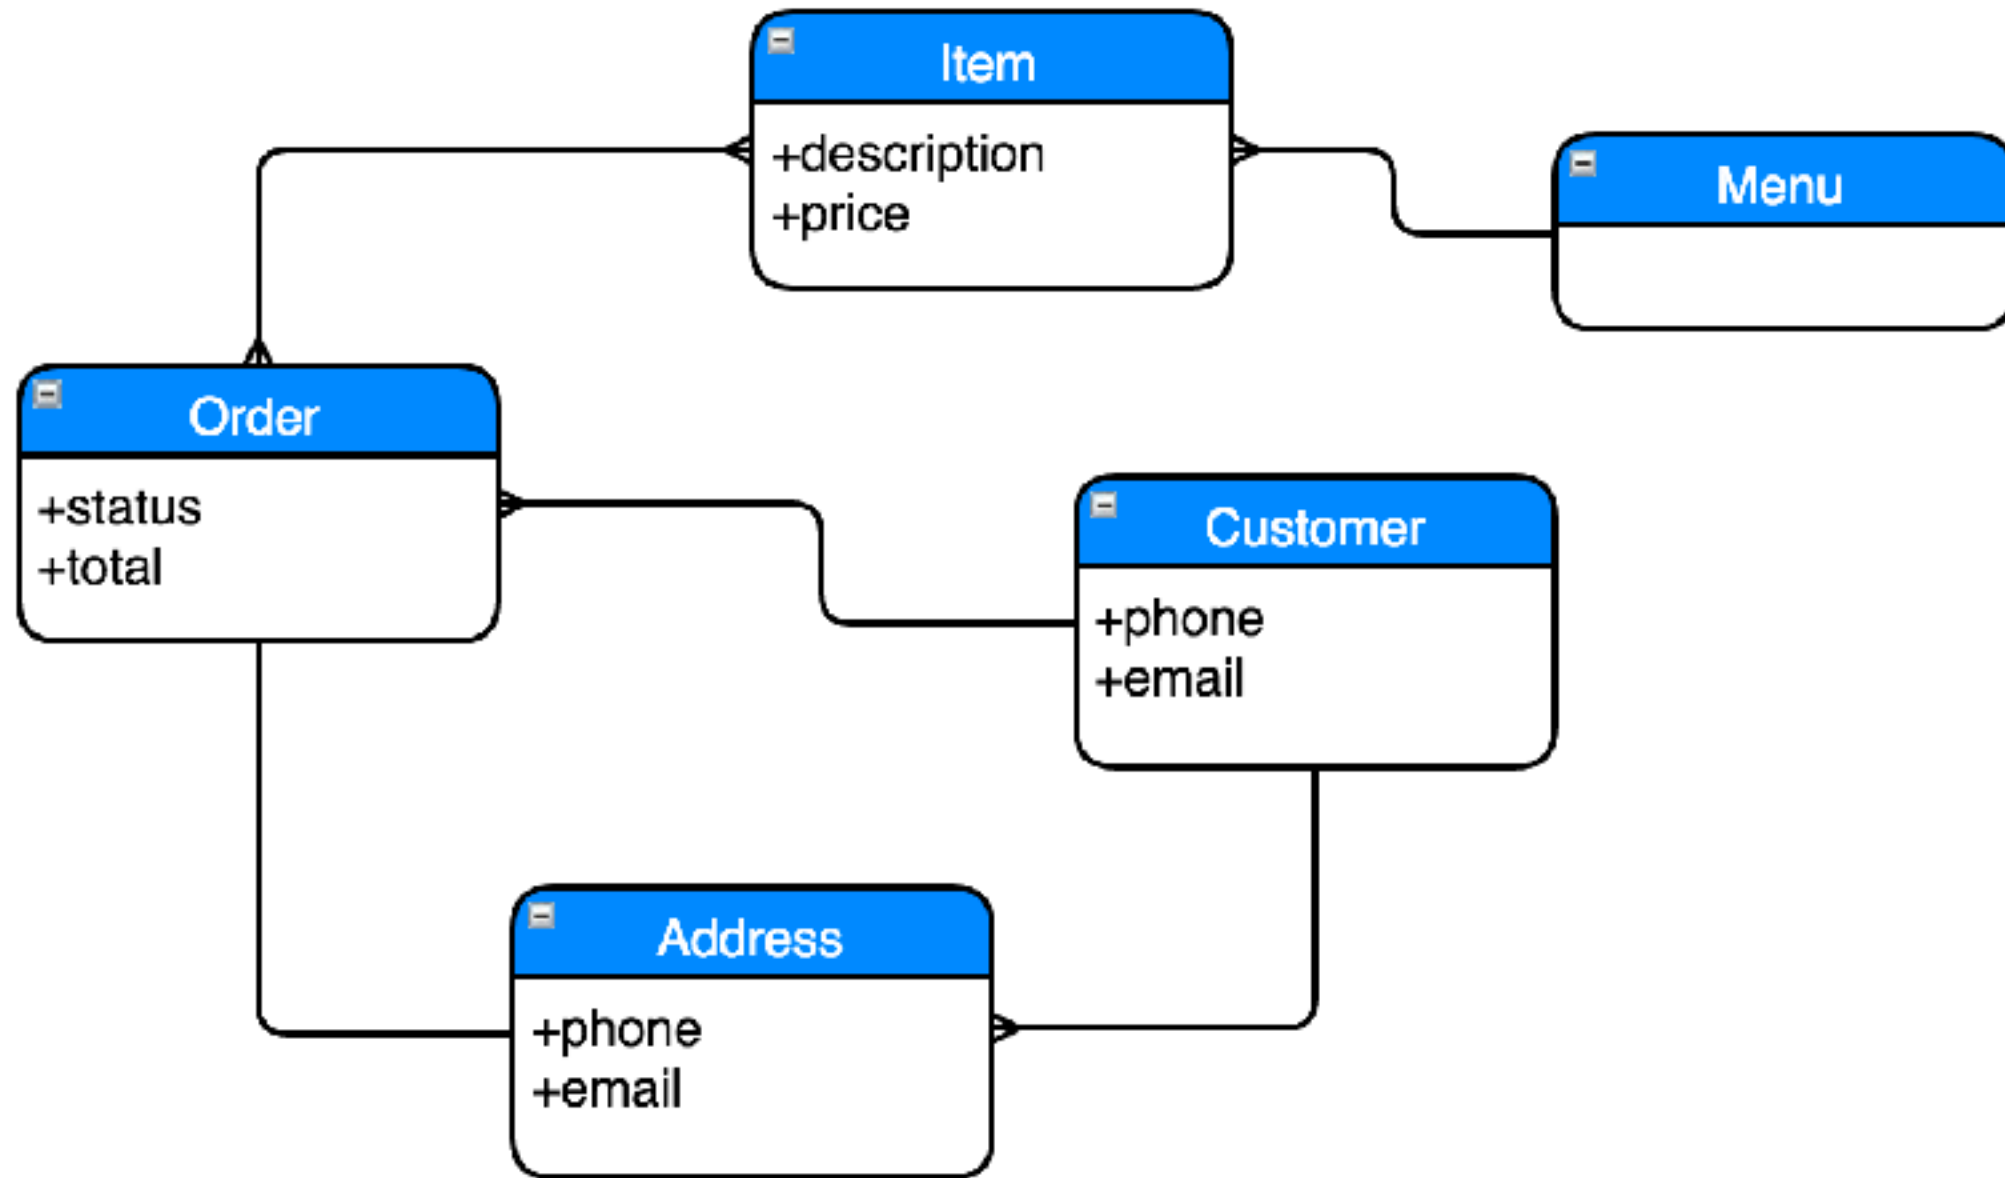 Item
+description
+price
Menu
Order
+status
+total
Customer
+phone
+email
Address
+phone
+email